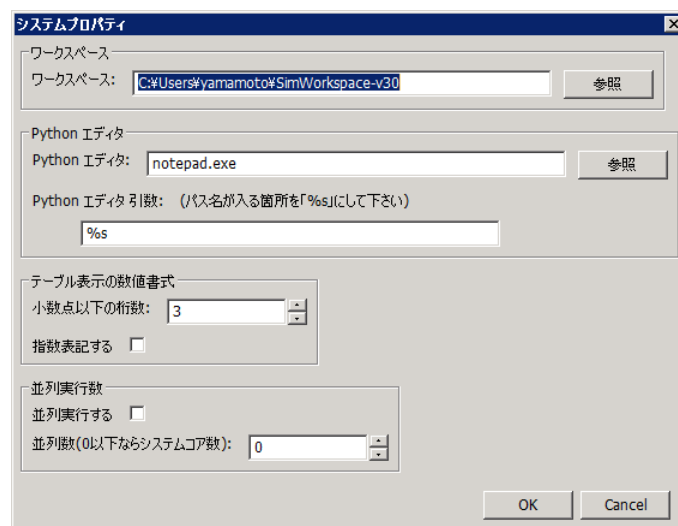 システムプロパティ
ワークスペース
ワークスペース: C:¥Users¥yamamoto¥SimWorkspace-v30 参照
Python エディタ
Python エディタ: notepad.exe 参照
Python エディタ 引数: (パス名が入る箇所を「%s」にして下さい)
%s
テーブル表示の数値書式
小数点以下の桁数: 3
指数表記する
並列実行数
並列実行する
並列数(0以下ならシステムコア数): 0
OK Cancel